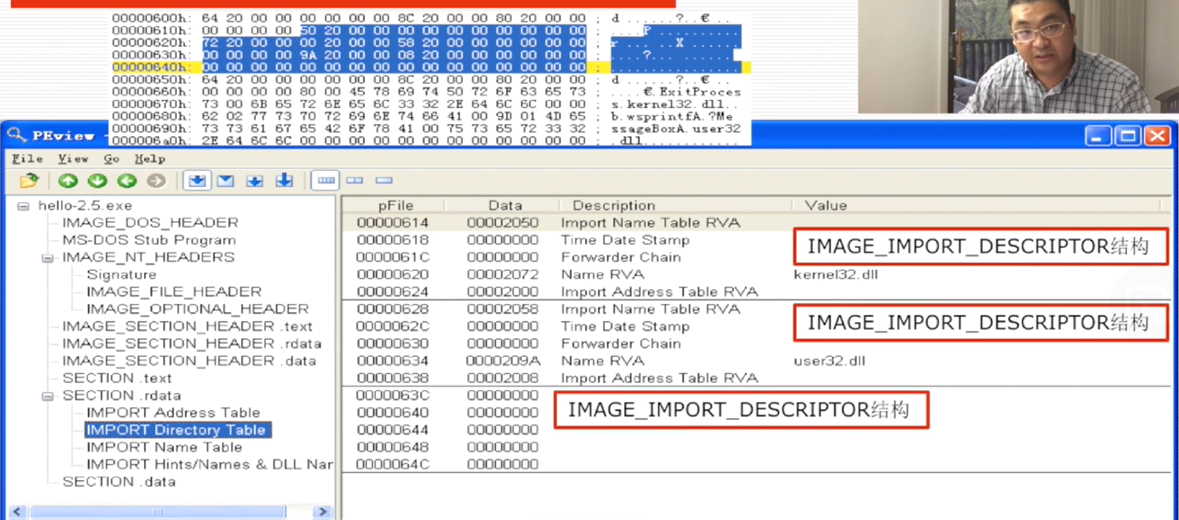 00000600h: 64 20 00 00 00 00 00 00 8C 20 00 00 80 20 00 00 ; d ......?..€ ..
00000610h: 00 00 00 00 50 20 00 00 00 00 00 00 00 00 00 00 ; ....P ..........
00000620h: 72 20 00 00 00 20 00 00 58 20 00 00 00 00 00 00 ; r ... ..X ......
00000630h: 00 00 00 00 9A 20 00 00 08 20 00 00 00 00 00 00 ; ....?... ......
00000640h: 00 00 00 00 00 00 00 00 00 00 00 00 00 00 00 00 ; ................
00000650h: 64 20 00 00 00 00 00 00 8C 20 00 00 80 20 00 00 ; d ......?..€ ..
00000660h: 00 00 00 00 80 00 45 78 69 74 50 72 6F 63 65 73 ; ....€.ExitProces
00000670h: 73 00 6B 65 72 6E 65 6C 33 32 2E 64 6C 6C 00 00 ; s.kernel32.dll..
00000680h: 62 02 77 73 70 72 69 6E 74 66 41 00 9D 01 4D 65 ; b.wsprintfA.?Me
00000690h: 73 73 61 67 65 42 6F 78 41 00 75 73 65 72 33 32 ; ssageBoxA.user32
000006a0h: 2E 64 6C 6C 00 00 00 00 00 00 00 00 00 00 00 00 ; .dll............
PEview -
File View Go Help
hello-2.5.exe
IMAGE_DOS_HEADER
MS-DOS Stub Program
IMAGE_NT_HEADERS
Signature
IMAGE_FILE_HEADER
IMAGE_OPTIONAL_HEADER
IMAGE_SECTION_HEADER .text
IMAGE_SECTION_HEADER .rdata
IMAGE_SECTION_HEADER .data
SECTION .text
SECTION .rdata
IMPORT Address Table
IMPORT Directory Table
IMPORT Name Table
IMPORT Hints/Names & DLL Nar
SECTION .data
pFile Data Description Value
00000614 00002050 Import Name Table RVA
00000618 00000000 Time Date Stamp
0000061C 00000000 Forwarder Chain
IMAGE_IMPORT_DESCRIPTOR结构
00000620 00002072 Name RVA kernel32.dll
00000624 00002000 Import Address Table RVA
00000628 00002058 Import Name Table RVA
0000062C 00000000 Time Date Stamp
IMAGE_IMPORT_DESCRIPTOR结构
00000630 00000000 Forwarder Chain
00000634 0000209A Name RVA user32.dll
00000638 00002008 Import Address Table RVA
0000063C 00000000
00000640 00000000
IMAGE_IMPORT_DESCRIPTOR结构
00000644 00000000
00000648 00000000
0000064C 00000000